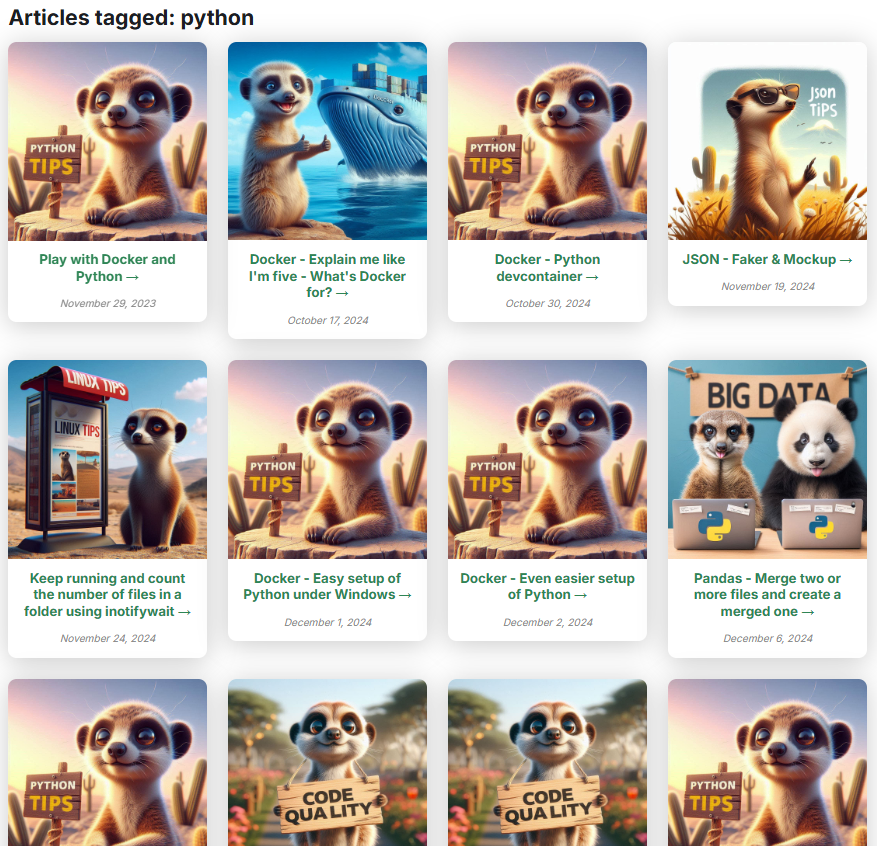 Articles tagged: python
PYTHON
TIPS
Play with Docker and
Python →
November 29, 2023
Docker - Explain me like
I'm five - What's Docker
for? →
October 17, 2024
PYTHON
TIPS
Docker - Python
devcontainer →
October 30, 2024
Json
TiPS
JSON - Faker & Mockup →
November 19, 2024
LINUX TIPS
LINUX TIPS
Keep running and count
the number of files in a
folder using inotifywait →
November 24, 2024
PYTHON
TIPS
Docker - Easy setup of
Python under Windows →
December 1, 2024
PYTHON
TIPS
Docker - Even easier setup
of Python →
December 2, 2024
BIG DATA
Pandas - Merge two or
more files and create a
merged one →
December 6, 2024
PYTHON
TIPS
CODE
QUALITY
CODE
QUALITY
PYTHON
TIPS